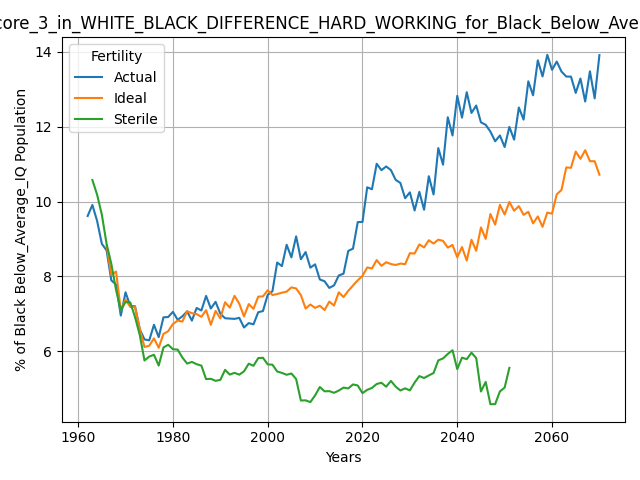 core_3_in_WHITE_BLACK_DIFFERENCE_HARD_WORKING_for_Black_Below_Ave
Fertility
Actual
Ideal
Sterile
% of Black Below_Average_IQ Population
14
12
10
8
6
1960
1980
2000
2020
2040
2060
Years